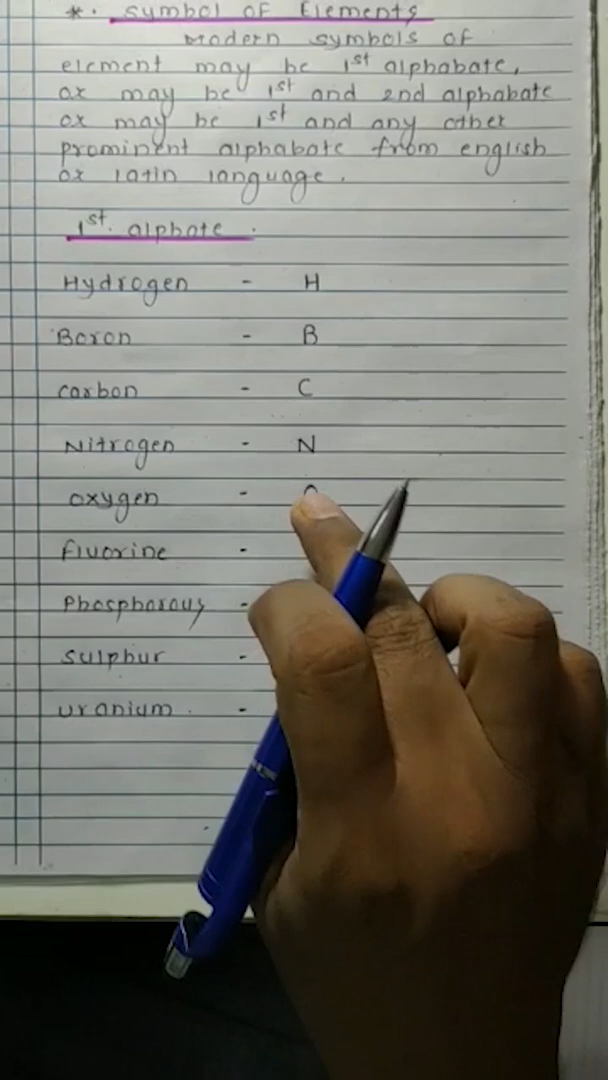 *. Symbol of Elements
Modern symbols of
element may be 1st alphabate,
or may be 1st and 2nd alphabate
or may be 1st and any other
prominent alphabate from english
or latin language.
1st. alphate.
Hydrogen - H
Boron - B
Carbon - C
Nitrogen - N
Oxygen -
Fluorine -
Phosphorouy -
Sulphur -
Uranium. -